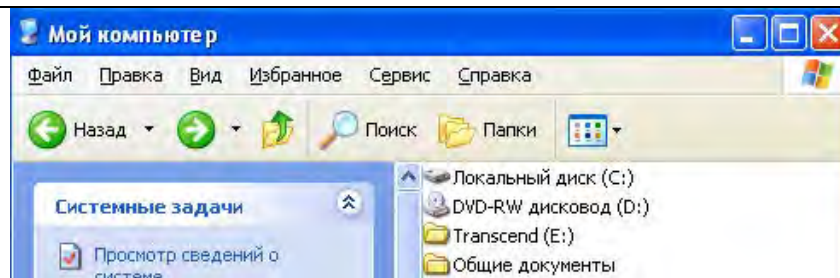 Мой компьютер
Файл Правка Вид Избранное Сервис Справка
Назад Поиск Папки
Системные задачи
Просмотр сведений о
системе
Локальный диск (C:)
DVD-RW дисковод (D:)
Transcend (E:)
Общие документы